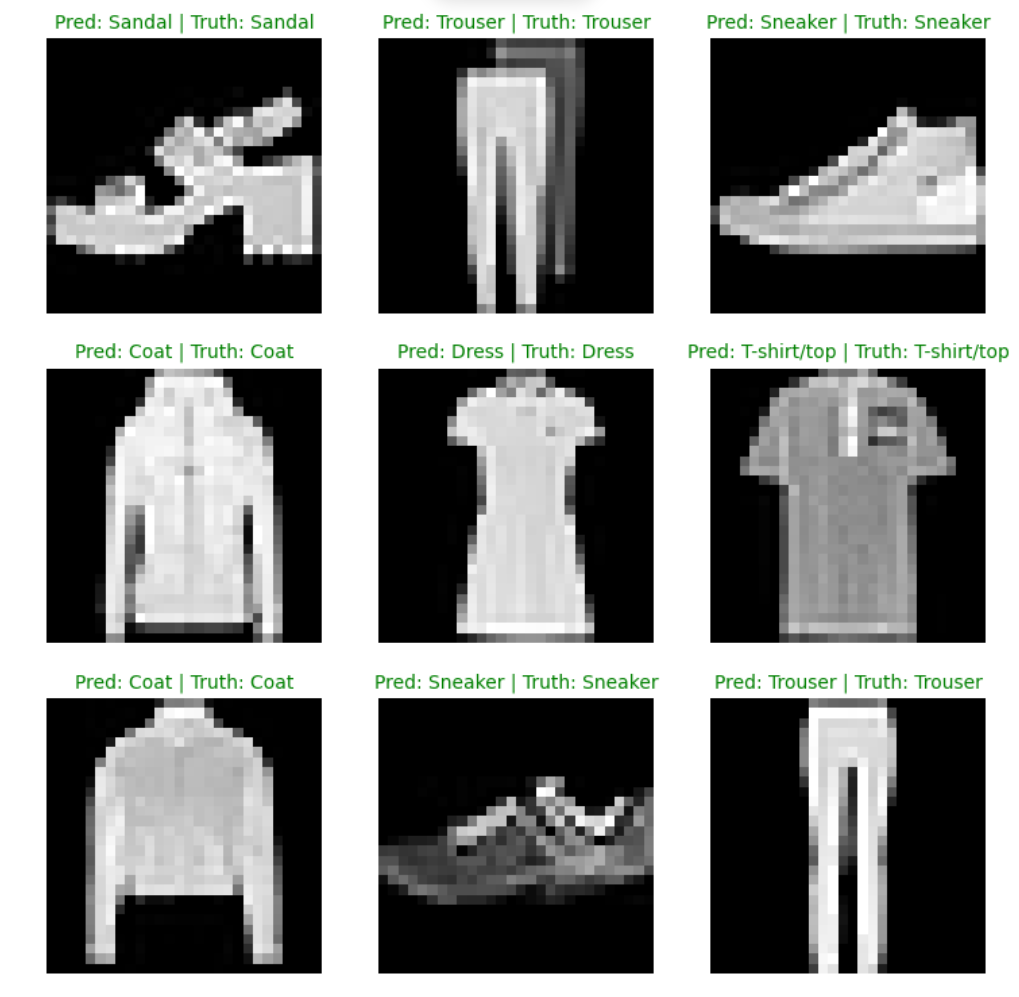 Pred: Sandal | Truth: Sandal
Pred: Trouser | Truth: Trouser
Pred: Sneaker | Truth: Sneaker
Pred: Coat | Truth: Coat
Pred: Dress | Truth: Dress
Pred: T-shirt/top | Truth: T-shirt/top
Pred: Coat | Truth: Coat
Pred: Sneaker | Truth: Sneaker
Pred: Trouser | Truth: Trouser